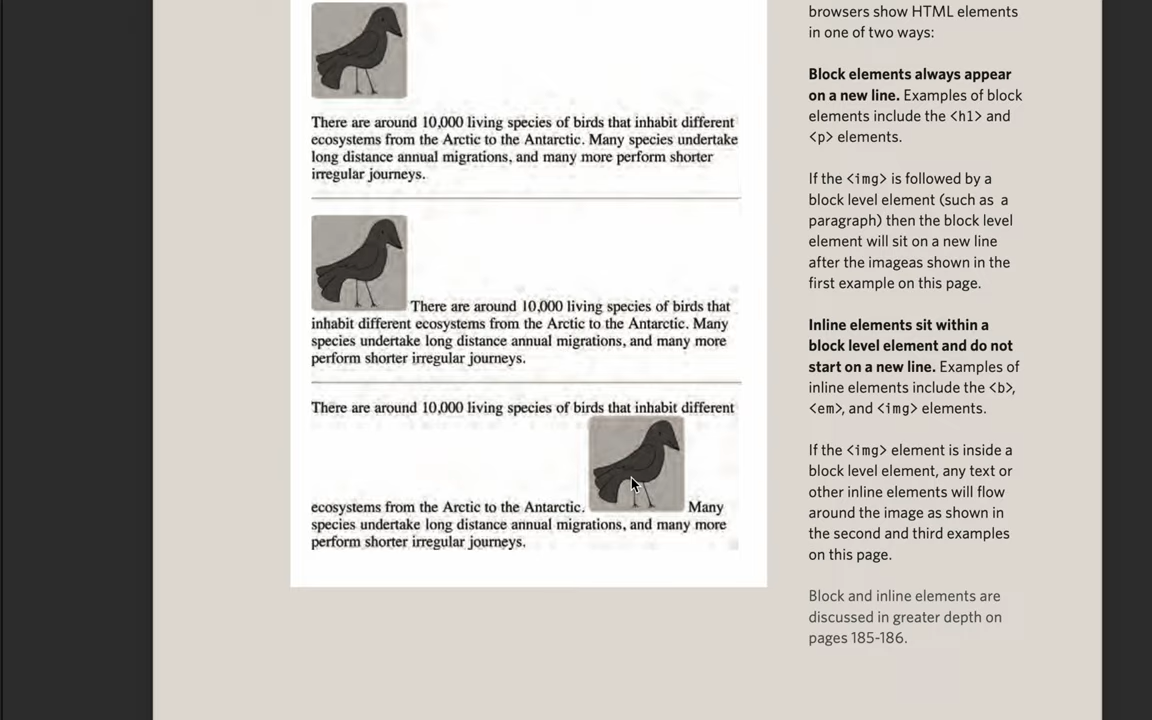 There are around 10,000 living species of birds that inhabit different
ecosystems from the Arctic to the Antarctic. Many species undertake
long distance annual migrations, and many more perform shorter
irregular journeys.
There are around 10,000 living species of birds that
inhabit different ecosystems from the Arctic to the Antarctic. Many
species undertake long distance annual migrations, and many more
perform shorter irregular journeys.
There are around 10,000 living species of birds that inhabit different
ecosystems from the Arctic to the Antarctic. Many
species undertake long distance annual migrations, and many more
perform shorter irregular journeys.
browsers show HTML elements
in one of two ways:
Block elements always appear
on a new line. Examples of block
elements include the <h1> and
<p> elements.
If the <img> is followed by a
block level element (such as a
paragraph) then the block level
element will sit on a new line
after the imageas shown in the
first example on this page.
Inline elements sit within a
block level element and do not
start on a new line. Examples of
inline elements include the <b>,
<em>, and <img> elements.
If the <img> element is inside a
block level element, any text or
other inline elements will flow
around the image as shown in
the second and third examples
on this page.
Block and inline elements are
discussed in greater depth on
pages 185-186.